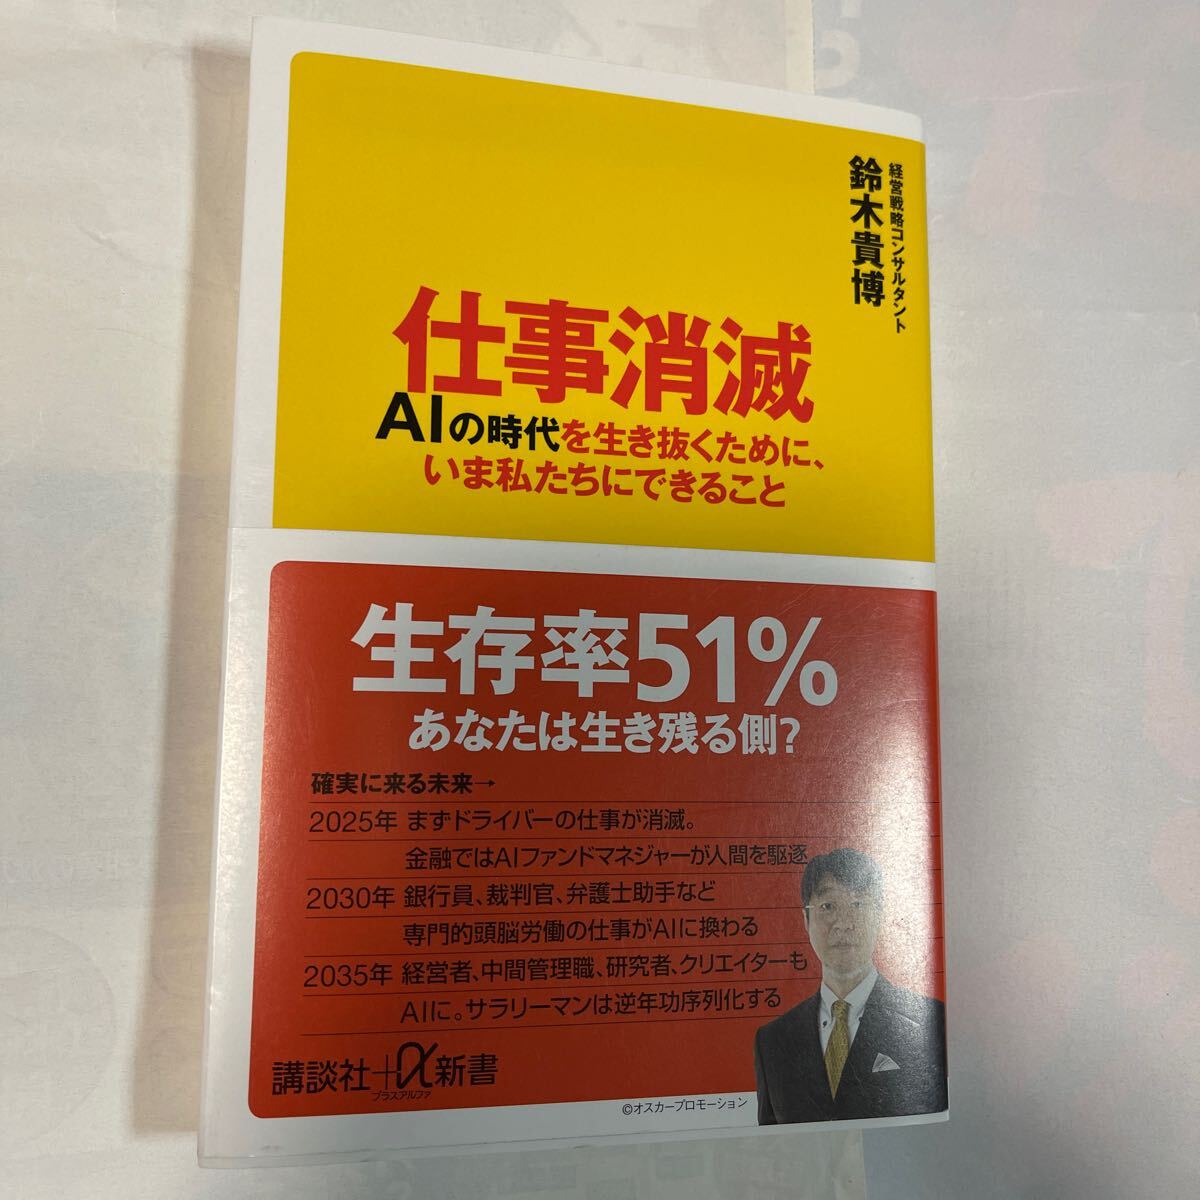 経営戦略コンサルタント
鈴木貴博
仕事消滅
AIの時代を生き抜くために、
いま私たちにできること
生存率51%
あなたは生き残る側?
確実に来る未来→
2025年 まずドライバーの仕事が消滅。
金融ではAIファンドマネジャーが人間を駆逐
2030年 銀行員、裁判官、弁護士助手など
専門的頭脳労働の仕事がAIに換わる
2035年 経営者、中間管理職、研究者、クリエイターも
AIに。サラリーマンは逆年功序列化する
講談社+α新書
プラスアルファ
©オスカープロモーション